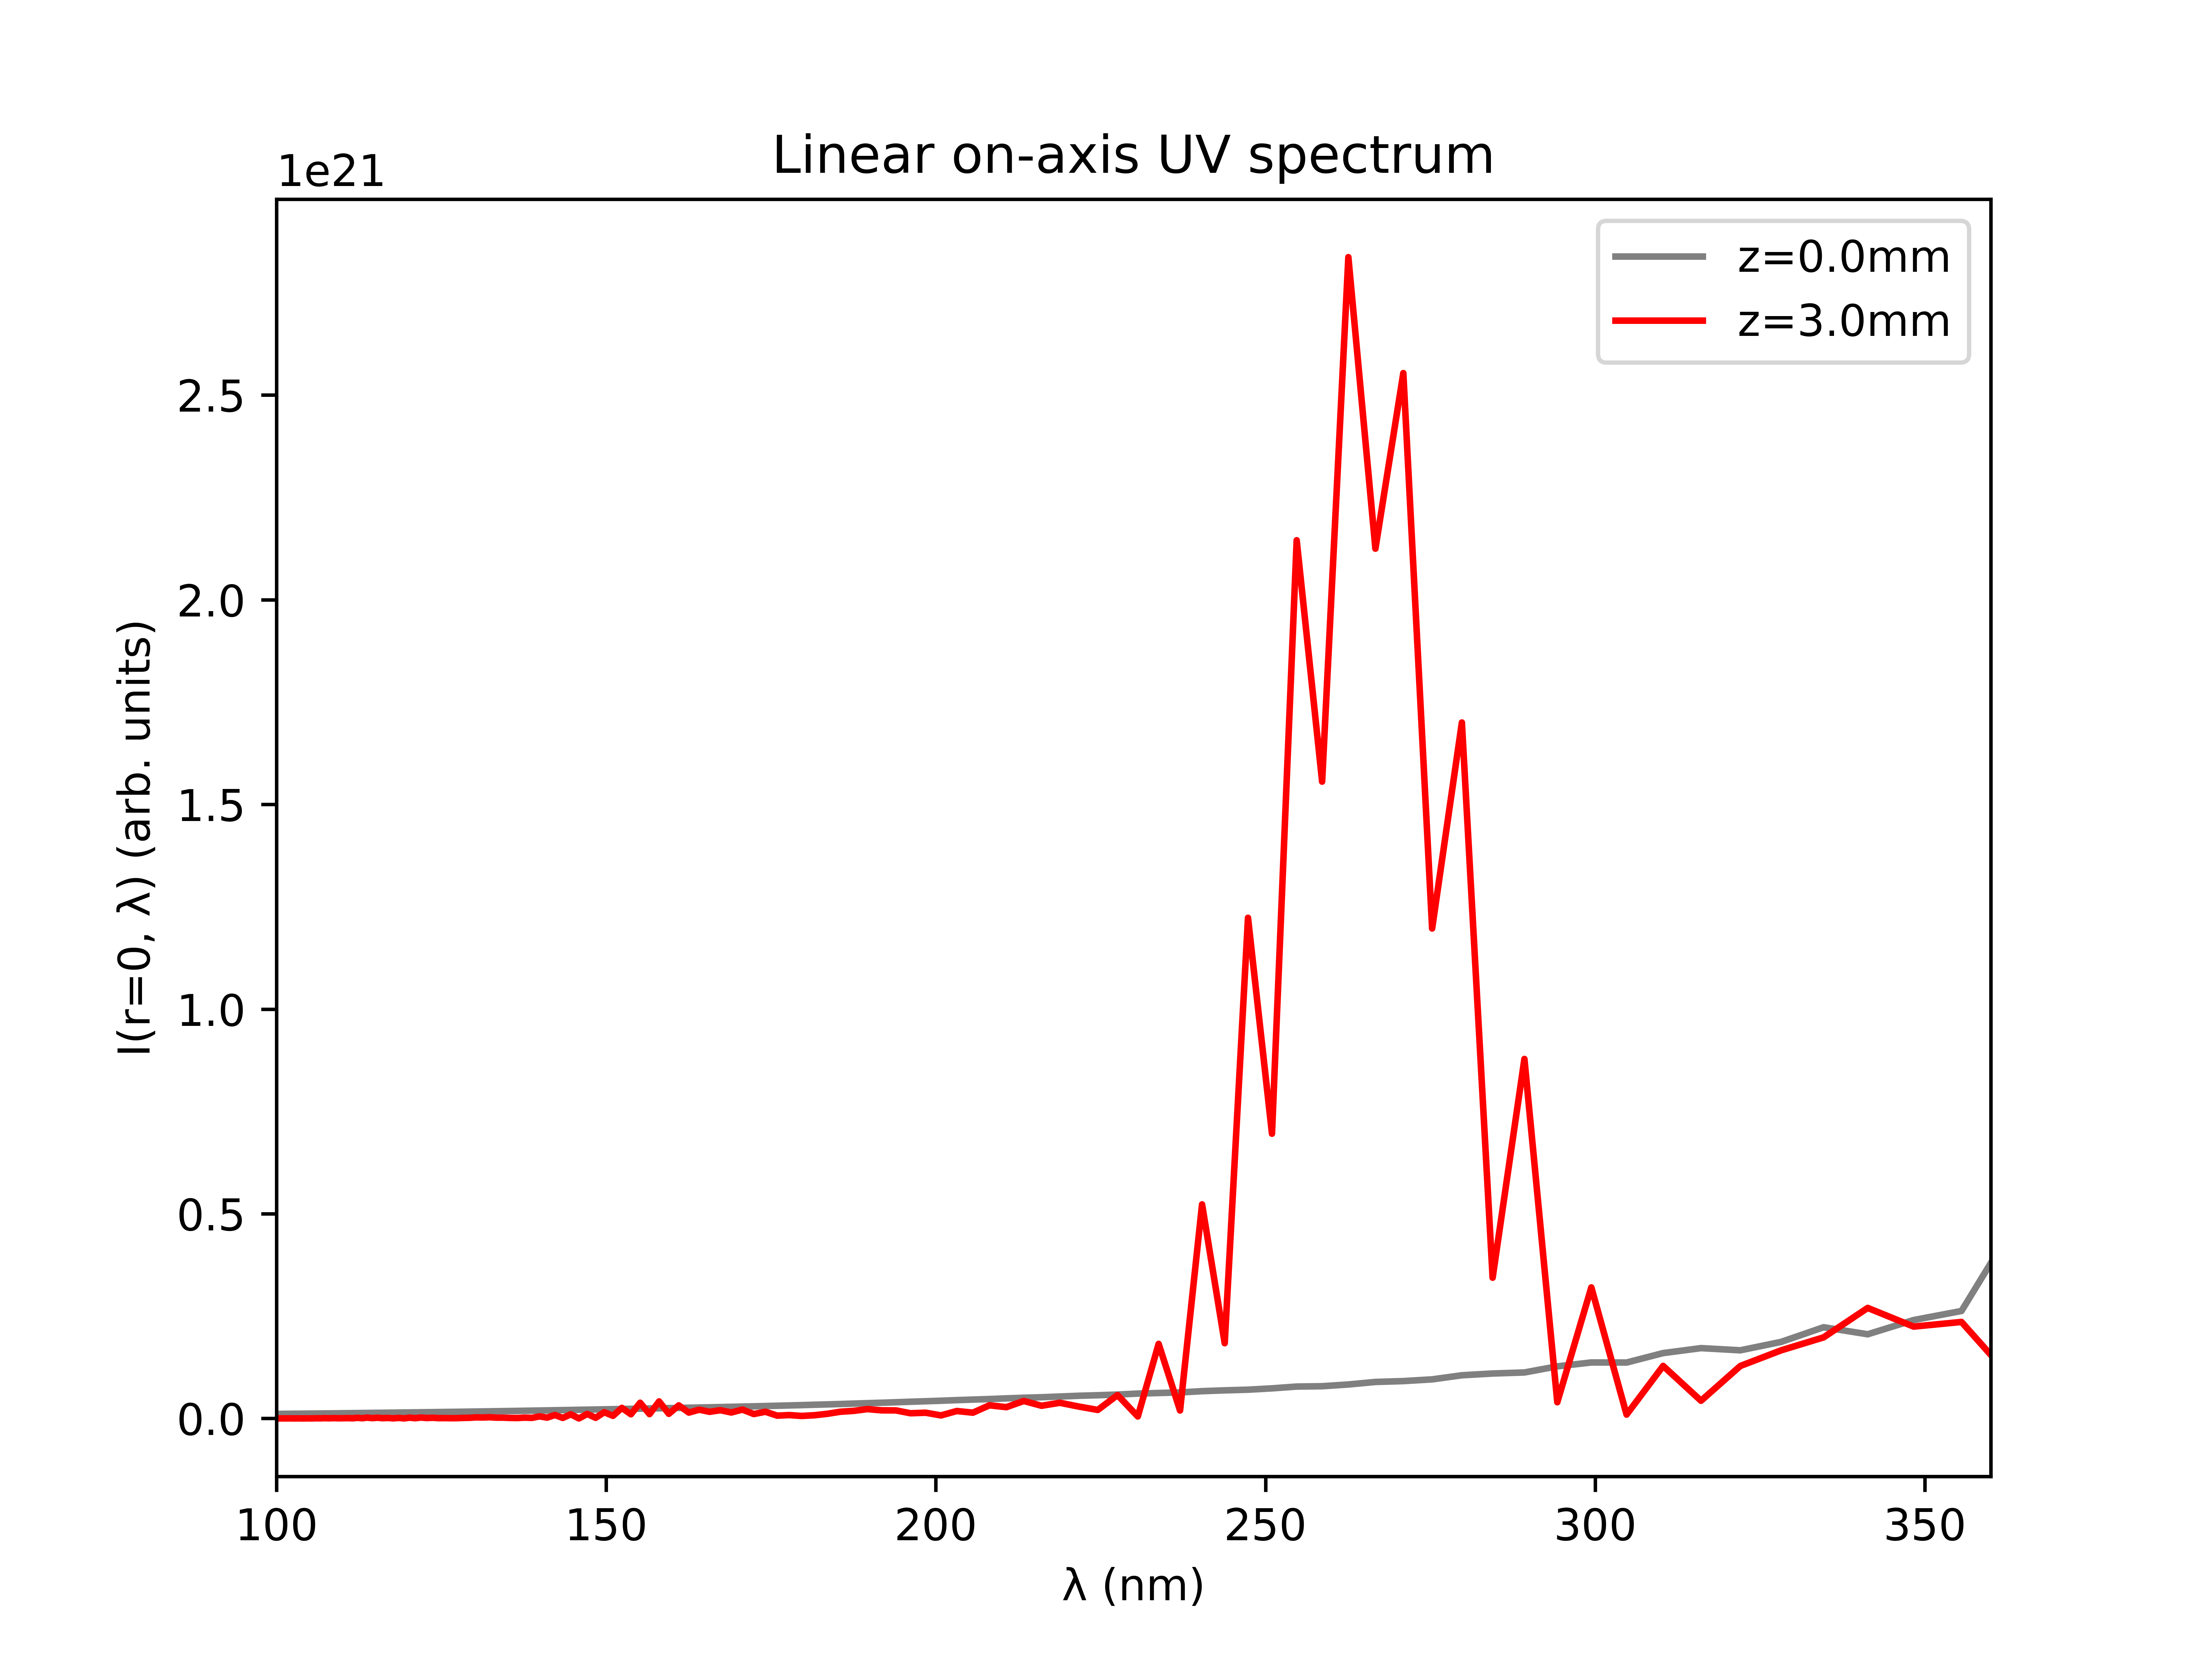 Linear on-axis UV spectrum
1e21
z=0.0mm
z=3.0mm
I(r=0, λ) (arb. units)
2.5
2.0
1.5
1.0
0.5
0.0
100 150 200 250 300 350
λ (nm)